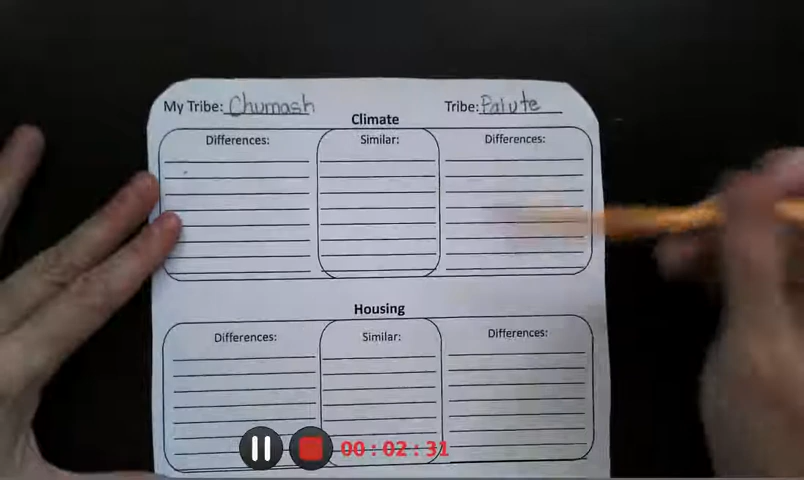 My Tribe: Chumash Tribe: Paiute
Climate
Differences: Similar: Differences:
Housing
Differences: Similar: Differences:
00 : 02 : 31